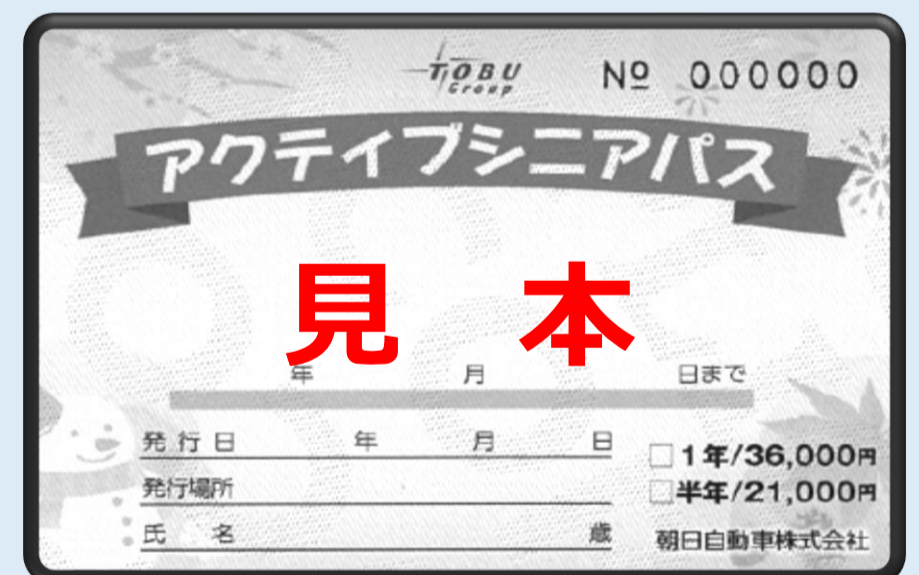 TOBU Group № 000000
アクティブシニアパス
見本
年 月 日まで
発行日 年 月 日
発行場所
氏名 歳
□1年/36,000円
□半年/21,000円
朝日自動車株式会社